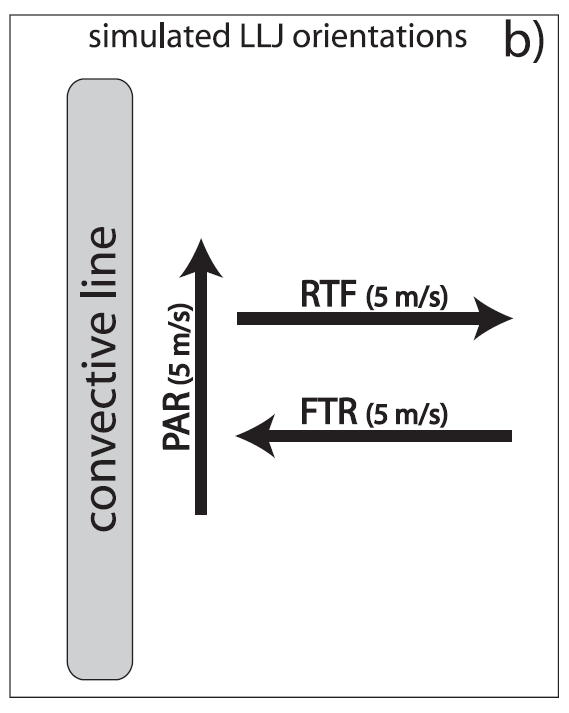 simulated LLJ orientations
b)
convective line
PAR (5 m/s)
RTF (5 m/s)
FTR (5 m/s)